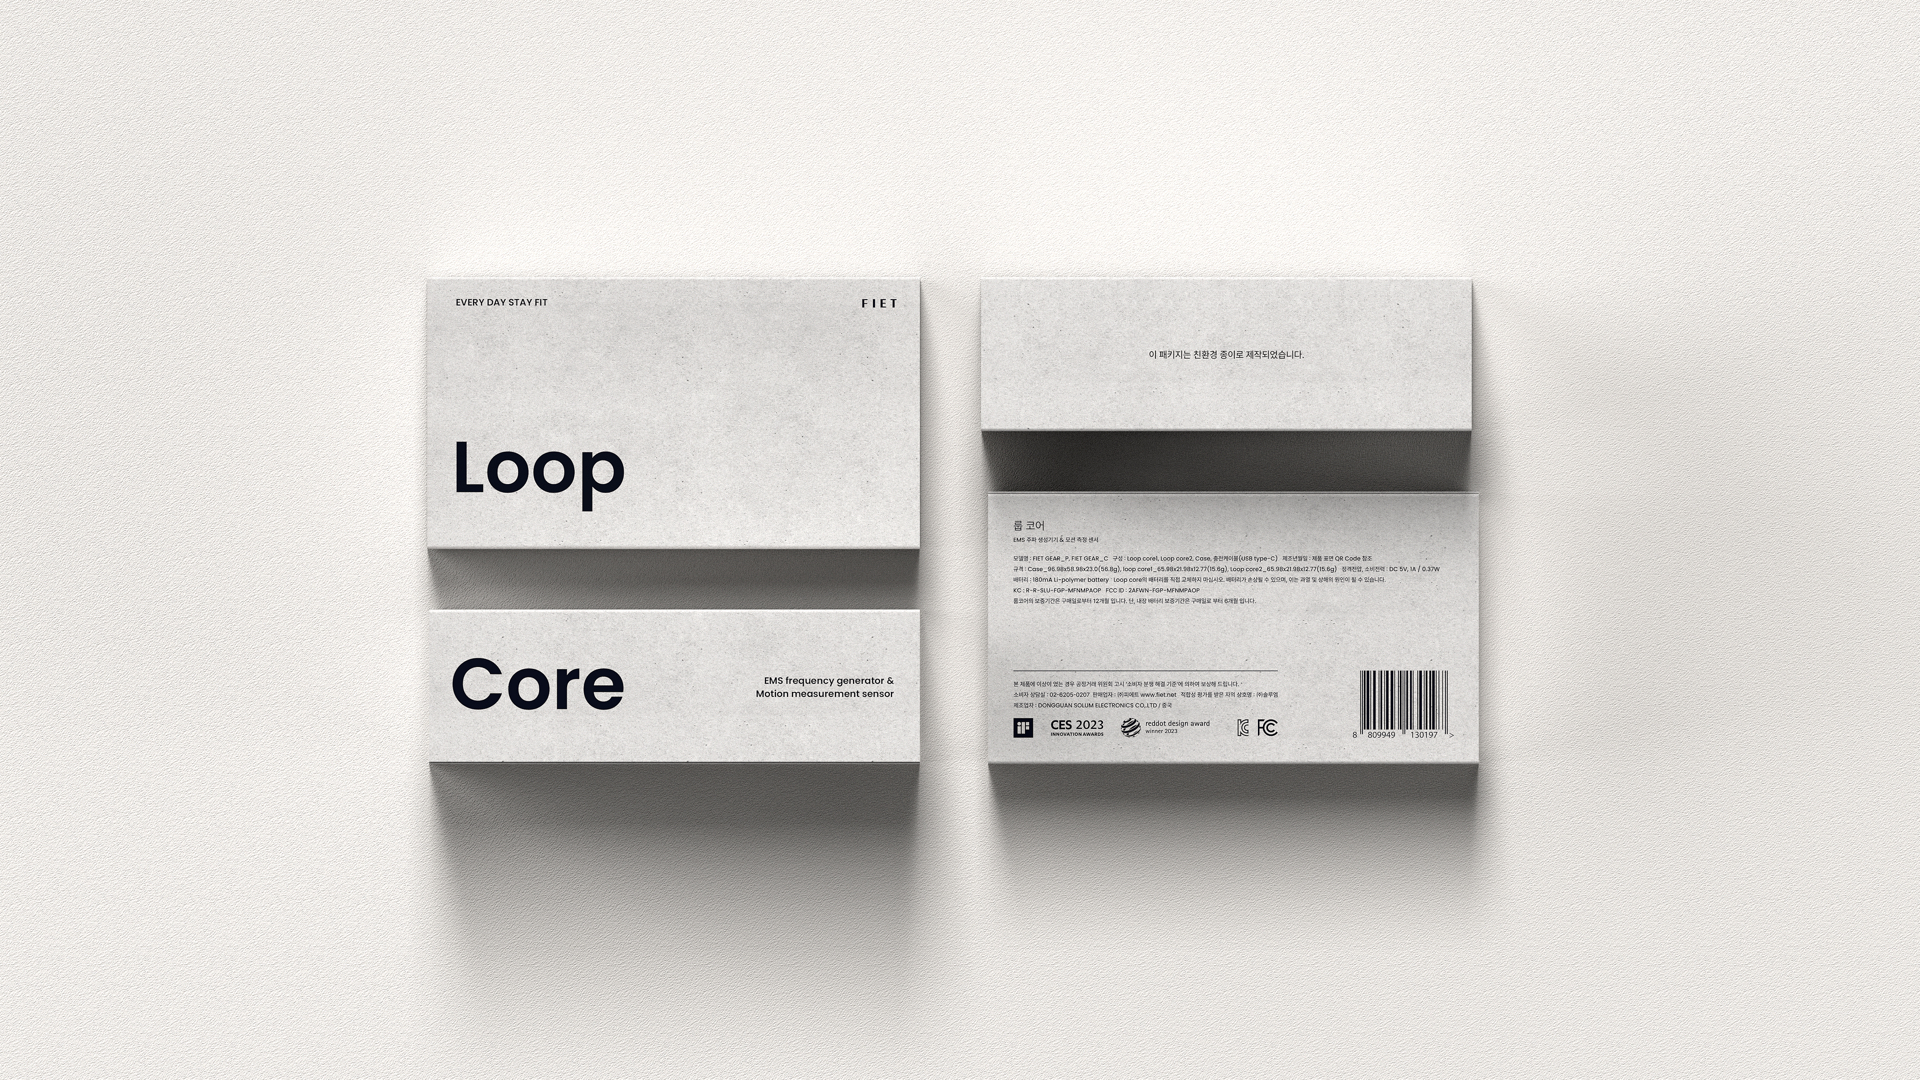 EVERY DAY STAY FIT
FIET
Loop
Core
EMS frequency generator &
Motion measurement sensor
이 패키지는 친환경 종이로 제작되었습니다.
룹 코어
EMS 주파 생성기기 & 모션 측정 센서
모델명 : FIET GEAR_P, FIET GEAR_C 구성 : Loop core1, Loop core2, Case, 충전케이블(USB type-C) 제조년월일 : 제품 표면 QR Code 참조
규격 : Case_96.98x58.98x23.0(56.8g), loop core1_65.98x21.98x12.77(15.6g), Loop core2_65.98x21.98x12.77(15.6g) 정격전압, 소비전력 : DC 5V, 1A / 0.37W
배터리 : 180mA Li-polymer battery Loop core의 배터리를 직접 교체하지 마십시오. 배터리가 손상될 수 있으며, 이는 과열 및 상해의 원인이 될 수 있습니다.
KC : R-R-SLU-FGP-MFNMPAOP FCC ID : 2AFWN-FGP-MFNMPAOP
룹코어의 보증기간은 구매일로부터 12개월 입니다. 단, 내장 배터리 보증기간은 구매일로 부터 6개월 입니다.
본 제품에 이상이 있는 경우 공정거래 위원회 고시 '소비자 분쟁 해결 기준'에 의하여 보상해 드립니다.
소비자 상담실 : 02-6205-0207 판매업자 : ㈜피에트 www.fiet.net 적합성 평가를 받은 자의 상호명 : ㈜솔루엠
제조업자 : DONGGUAN SOLUM ELECTRONICS CO,.LTD / 중국
iF
CES 2023
INNOVATION AWARDS
reddot design award
winner 2023
KC FC
8 809949 130197 >